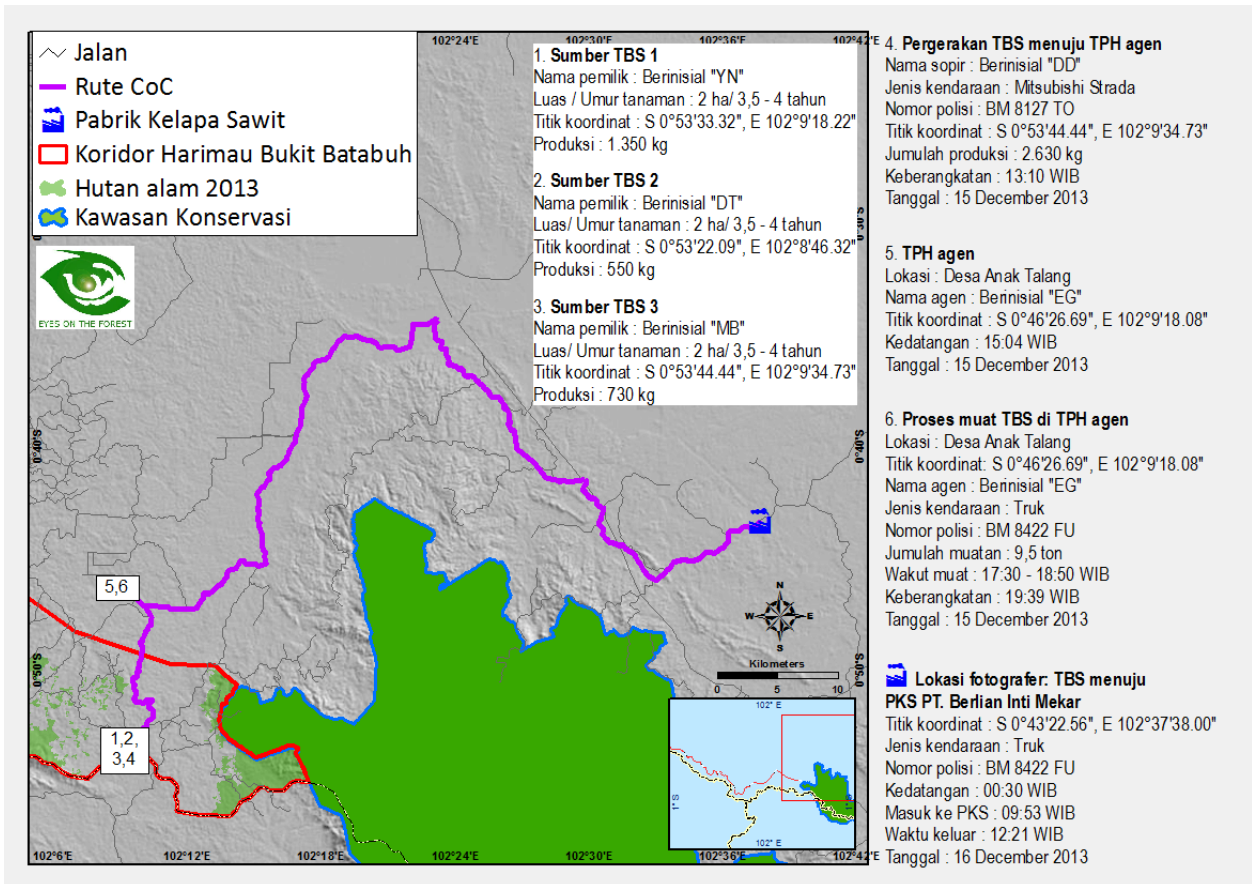 Jalan
Rute CoC
Pabrik Kelapa Sawit
Koridor Harimau Bukit Batabuh
Hutan alam 2013
Kawasan Konservasi
EYES ON THE FOREST
102°24'E
102°30'E
102°36'E
102°42'E
1. Sumber TBS 1
Nama pemilik : Berinisial "YN"
Luas / Umur tanaman : 2 ha/ 3,5 - 4 tahun
Titik koordinat : S 0°53'33.32", E 102°9'18.22"
Produksi : 1.350 kg
2. Sumber TBS 2
Nama pemilik : Berinisial "DT"
Luas/ Umur tanaman : 2 ha/ 3,5 - 4 tahun
Titik koordinat : S 0°53'22.09", E 102°8'46.32"
Produksi : 550 kg
3. Sumber TBS 3
Nama pemilik : Berinisial "MB"
Luas/ Umur tanaman : 2 ha/ 3,5 - 4 tahun
Titik koordinat : S 0°53'44.44", E 102°9'34.73"
Produksi : 730 kg
0°30'S
0°40'S
0°40'S
0°50'S
0°50'S
5,6
1,2,
3,4
N
W
E
S
Kilometers
0
5
10
102° E
1° S
1° S
102° E
102°6'E
102°12'E
102°18'E
102°24'E
102°30'E
102°36'E
102°42'E
4. Pergerakan TBS menuju TPH agen
Nama sopir : Berinisial "DD"
Jenis kendaraan : Mitsubishi Strada
Nomor polisi : BM 8127 TO
Titik koordinat : S 0°53'44.44", E 102°9'34.73"
Jumulah produksi : 2.630 kg
Keberangkatan : 13:10 WIB
Tanggal : 15 December 2013
5. TPH agen
Lokasi : Desa Anak Talang
Nama agen : Berinisial "EG"
Titik koordinat : S 0°46'26.69", E 102°9'18.08"
Kedatangan : 15:04 WIB
Tanggal : 15 December 2013
6. Proses muat TBS di TPH agen
Lokasi : Desa Anak Talang
Titik koordinat: S 0°46'26.69", E 102°9'18.08"
Nama agen : Berinisial "EG"
Jenis kendaraan : Truk
Nomor polisi : BM 8422 FU
Jumulah muatan : 9,5 ton
Wakut muat : 17:30 - 18:50 WIB
Keberangkatan : 19:39 WIB
Tanggal : 15 December 2013
Lokasi fotografer: TBS menuju
PKS PT. Berlian Inti Mekar
Titik koordinat : S 0°43'22.56", E 102°37'38.00"
Jenis kendaraan : Truk
Nomor polisi : BM 8422 FU
Kedatangan : 00:30 WIB
Masuk ke PKS : 09:53 WIB
Waktu keluar : 12:21 WIB
Tanggal : 16 December 2013